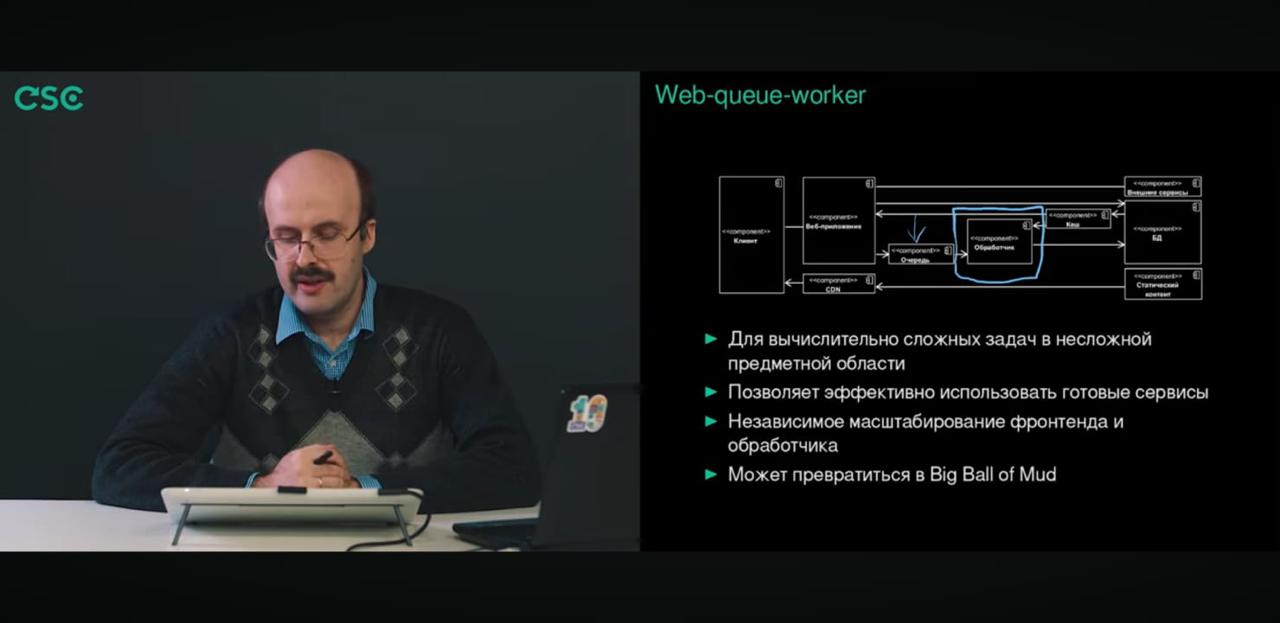 CSC
Web-queue-worker
<<component>>
Клиент
<<component>>
Веб-приложение
<<component>>
Очередь
<<component>>
CDN
<<component>>
Обработчик
<<component>>
Кеш
<<component>>
Внешние сервисы
<<component>>
БД
<<component>>
Статический
контент
► Для вычислительно сложных задач в несложной
предметной области
► Позволяет эффективно использовать готовые сервисы
► Независимое масштабирование фронтенда и
обработчика
► Может превратиться в Big Ball of Mud
19